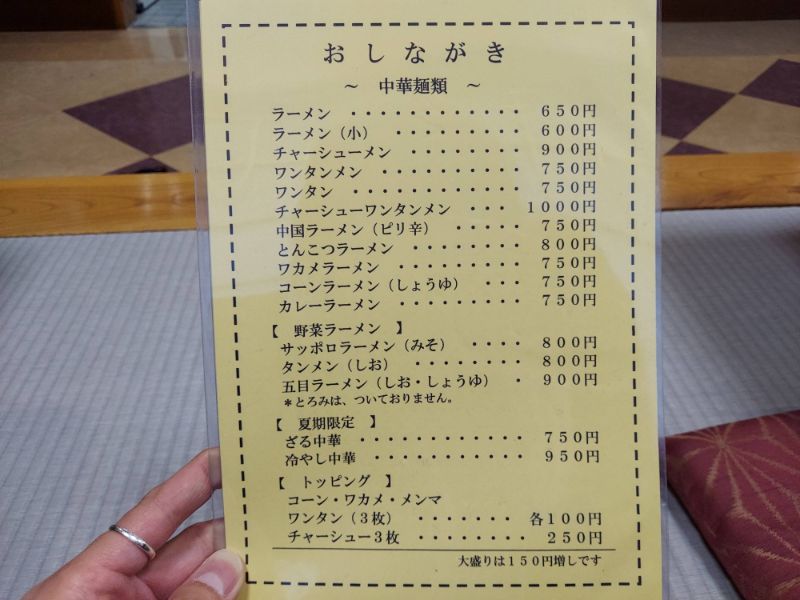 おしながき
～ 中華麺類 ～
ラーメン ・・・・・・・・・・・・ ６５０円
ラーメン（小） ・・・・・・・・・ ６００円
チャーシューメン ・・・・・・・・ ９００円
ワンタンメン ・・・・・・・・・・ ７５０円
ワンタン ・・・・・・・・・・・・ ７５０円
チャーシューワンタンメン ・・・・ １０００円
中国ラーメン（ピリ辛） ・・・・・ ７５０円
とんこつラーメン ・・・・・・・・ ８００円
ワカメラーメン ・・・・・・・・・ ７５０円
コーンラーメン（しょうゆ） ・・・ ７５０円
カレーラーメン ・・・・・・・・・ ７５０円
【 野菜ラーメン 】
サッポロラーメン（みそ） ・・・・ ８００円
タンメン（しお） ・・・・・・・・ ８００円
五目ラーメン（しお・しょうゆ） ・ ９００円
＊とろみは、ついておりません。
【 夏期限定 】
ざる中華 ・・・・・・・・・・・・ ７５０円
冷やし中華 ・・・・・・・・・・・ ９５０円
【 トッピング 】
コーン・ワカメ・メンマ
ワンタン（３枚） ・・・・・・・ 各１００円
チャーシュー３枚 ・・・・・・・・ ２５０円
大盛りは１５０円増しです